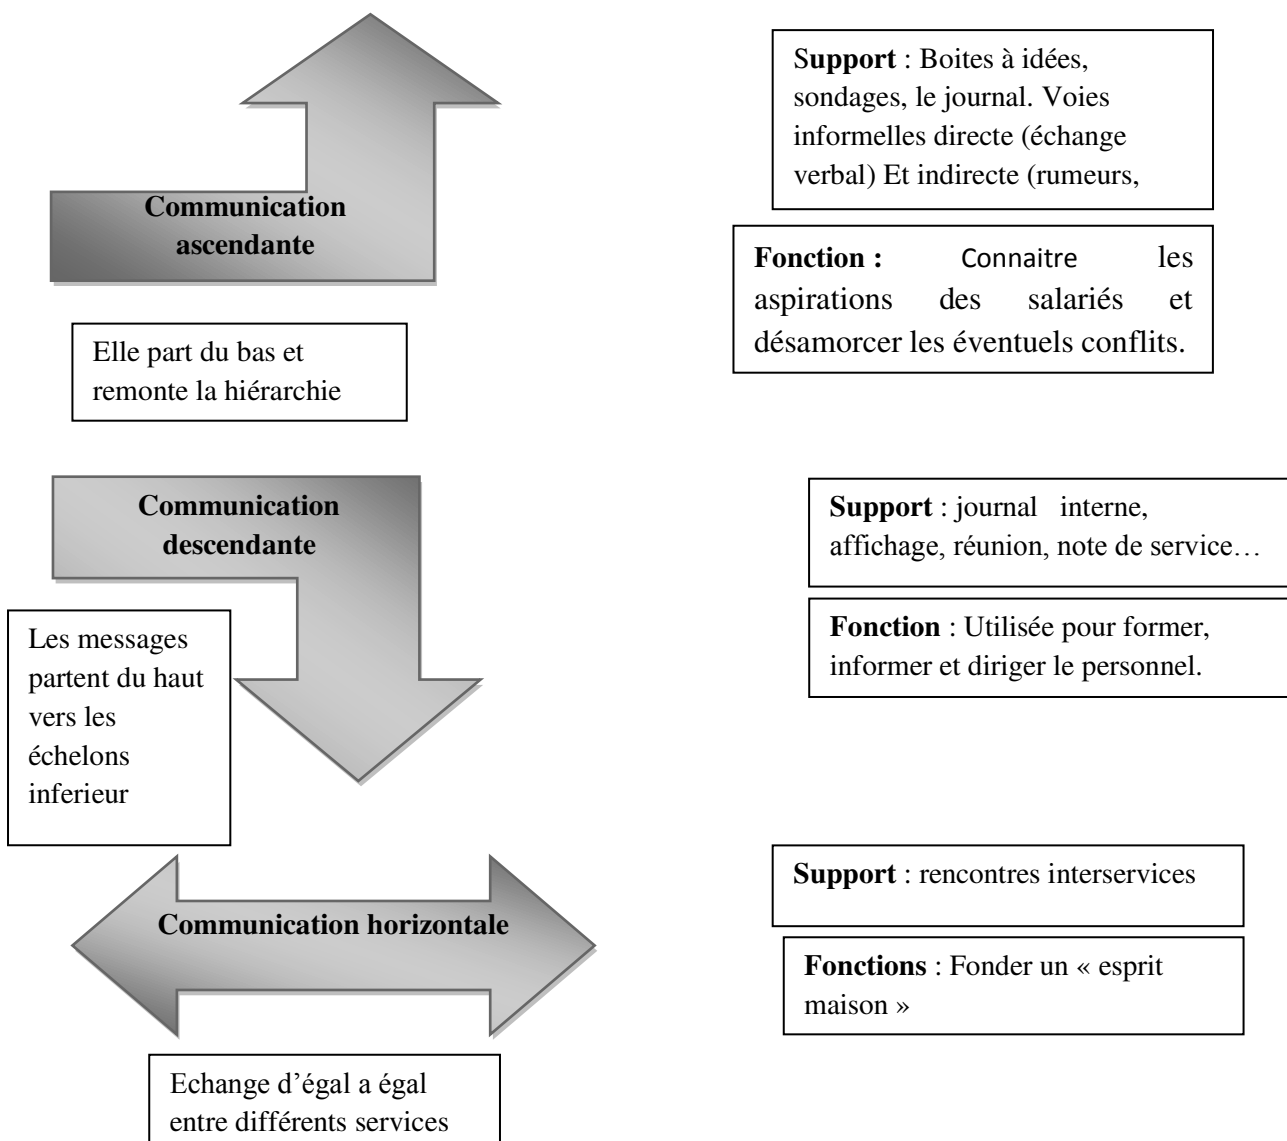 Communication
ascendante
Support : Boites à idées,
sondages, le journal. Voies
informelles directe (échange
verbal) Et indirecte (rumeurs,
Fonction : Connaitre les
aspirations des salariés et
désamorcer les éventuels conflits.
Elle part du bas et
remonte la hiérarchie
Communication
descendante
Support : journal interne,
affichage, réunion, note de service…
Fonction : Utilisée pour former,
informer et diriger le personnel.
Les messages
partent du haut
vers les
échelons
inferieur
Communication horizontale
Support : rencontres interservices
Fonctions : Fonder un « esprit
maison »
Echange d’égal a égal
entre différents services